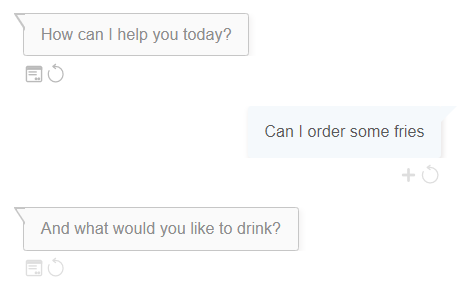 How can I help you today?
Can I order some fries
And what would you like to drink?